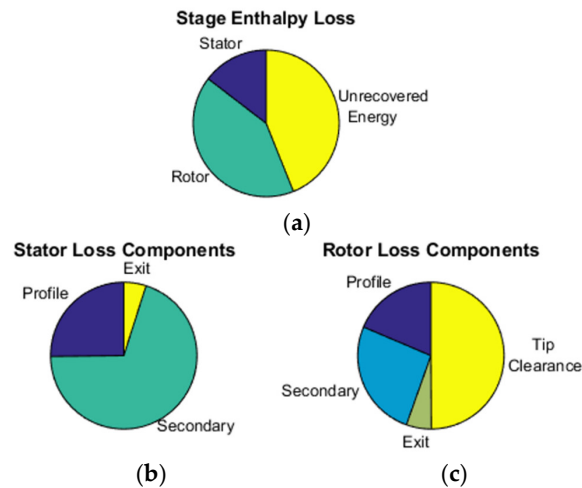 Stage Enthalpy Loss
Stator
Unrecovered
Energy
Rotor
(a)
Stator Loss Components
Exit
Profile
Secondary
(b)
Rotor Loss Components
Profile
Tip
Clearance
Secondary
Exit
(c)